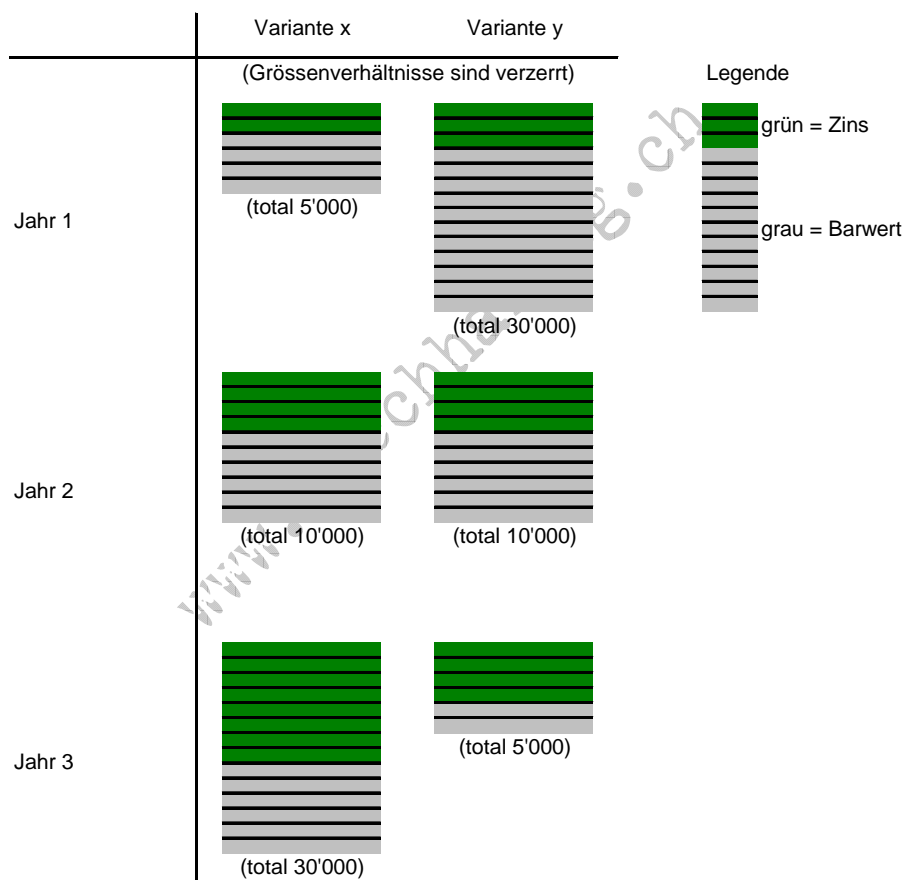 Variante x Variante y
(Grössenverhältnisse sind verzerrt) Legende
grün = Zins
(total 5'000)
Jahr 1
grau = Barwert
(total 30'000)
Jahr 2
(total 10'000) (total 10'000)
(total 5'000)
Jahr 3
(total 30'000)